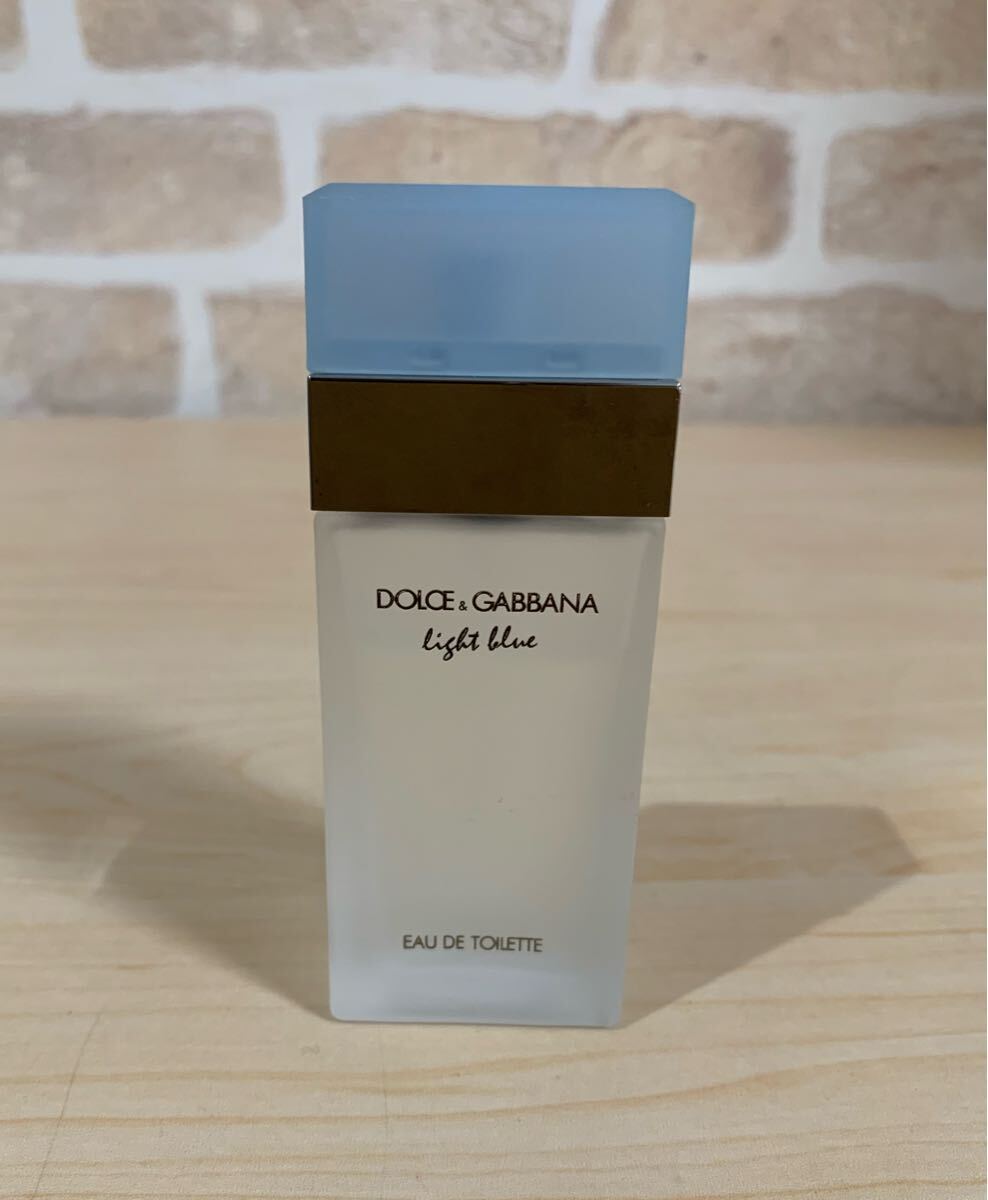 DOLCE & GABBANA
light blue
EAU DE TOILETTE